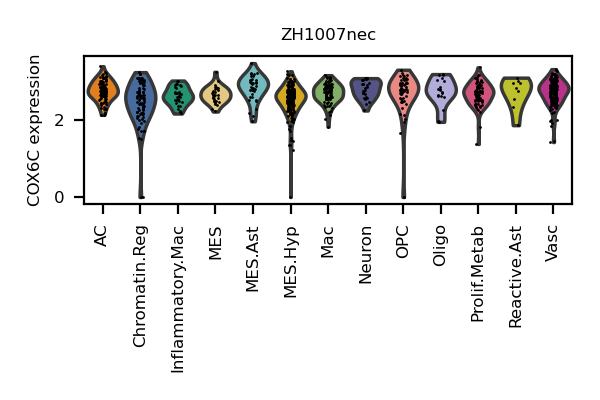 ZH1007nec
COX6C expression
2
0
AC
Chromatin.Reg
Inflammatory.Mac
MES
MES.Ast
MES.Hyp
Mac
Neuron
OPC
Oligo
Prolif.Metab
Reactive.Ast
Vasc